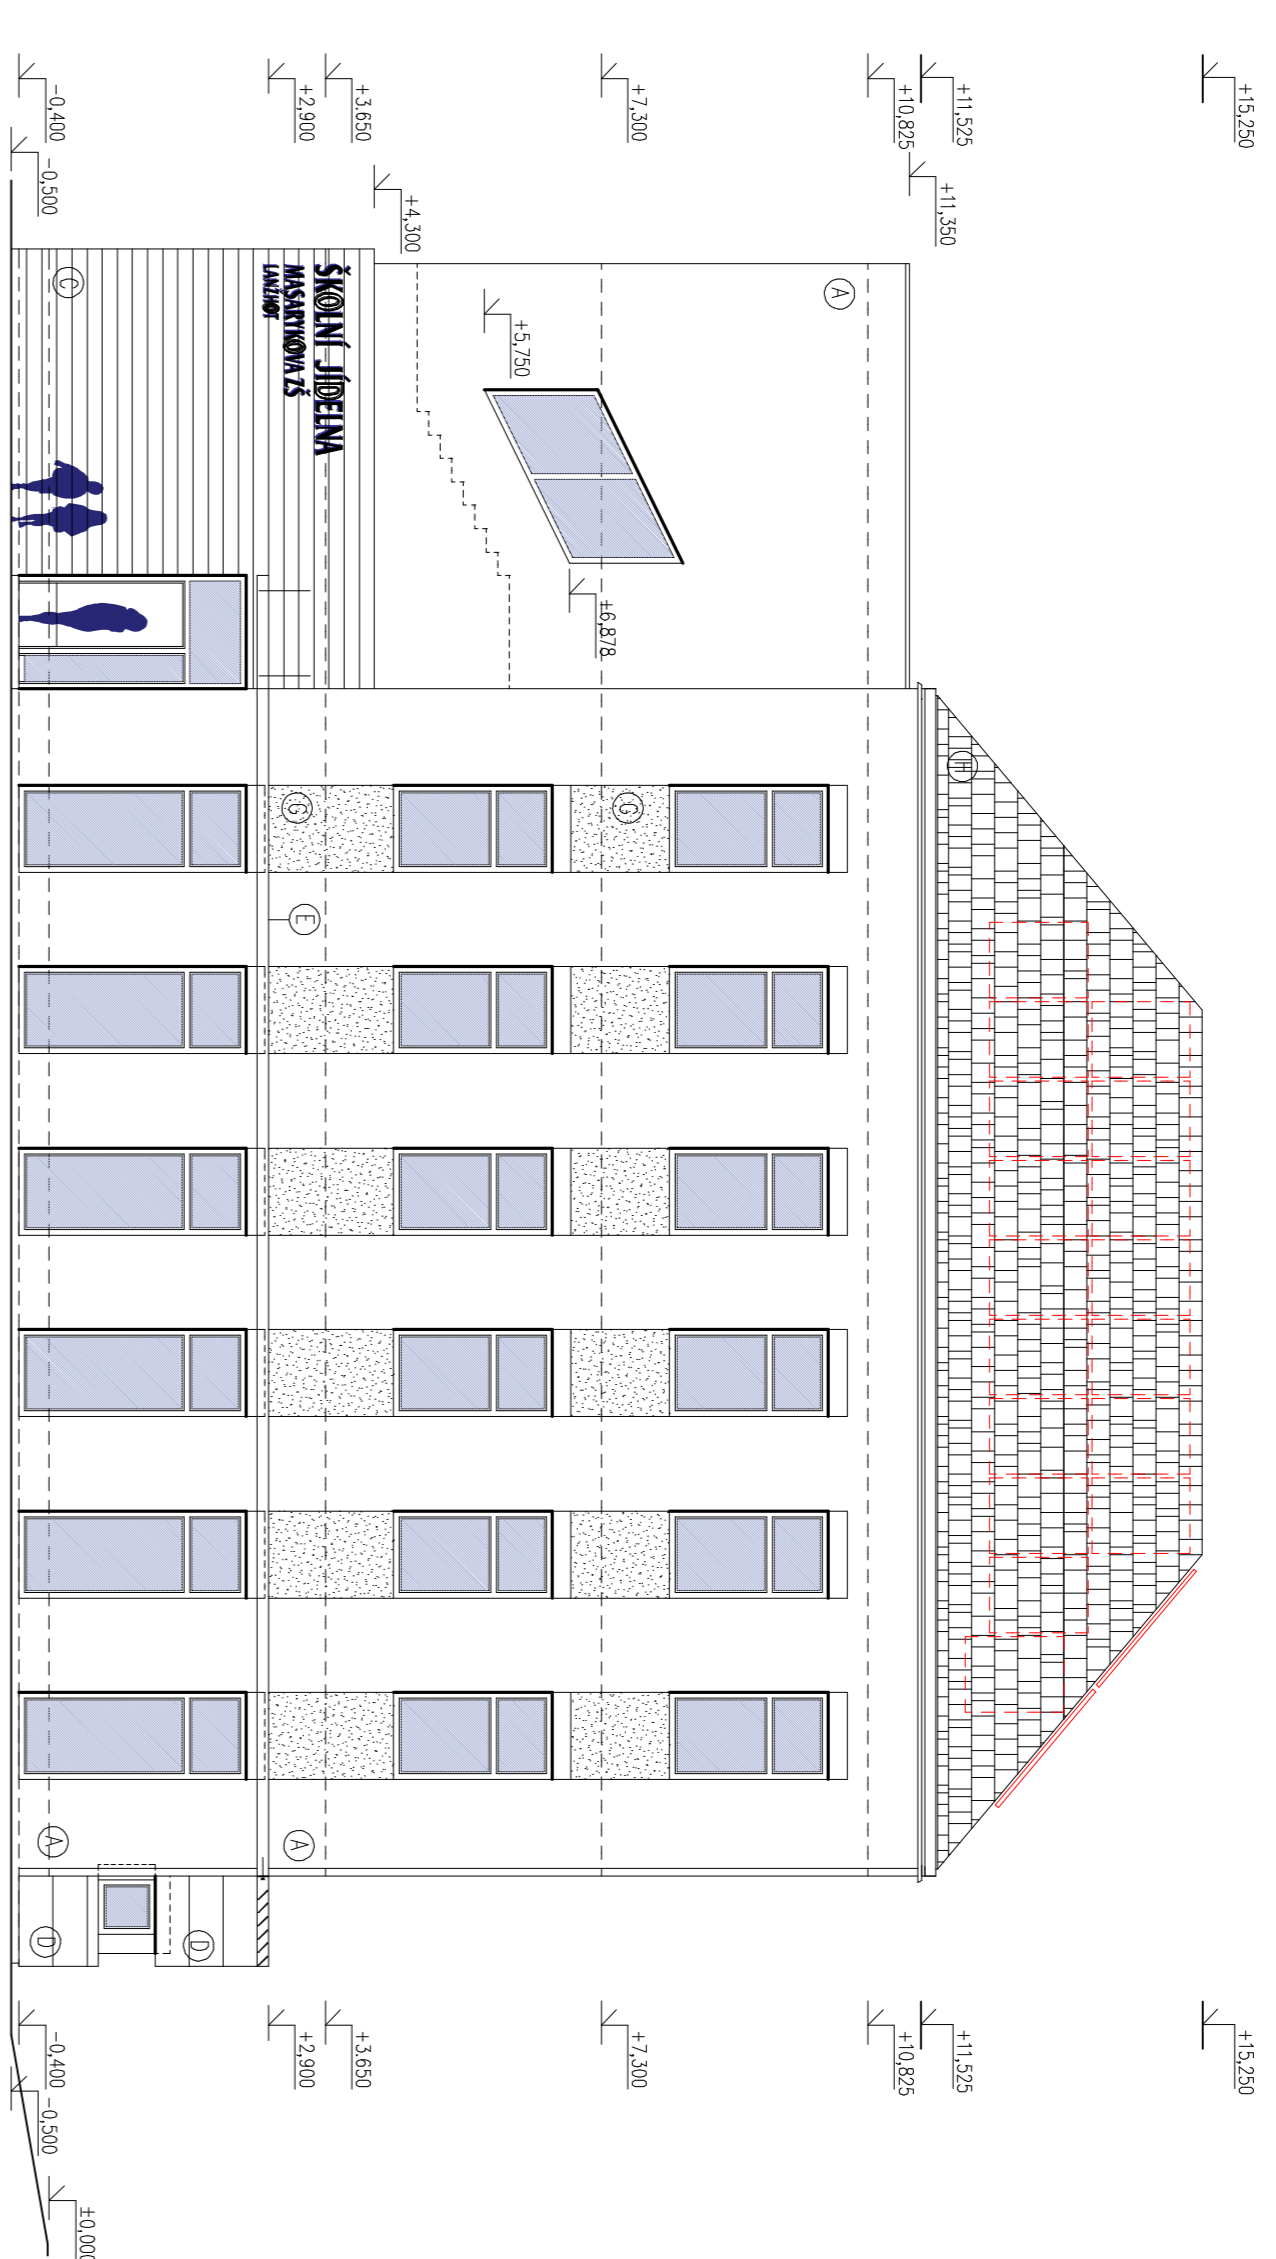 +15,250
+11,525
+10,825
+11,350
+7,300
+3.650
+2,900
+4,300
-0,400
-0,500
A
+5,750
+6,878
ŠKOLNÍ JÍDELNA
MASARYKOVA ZŠ
LANŽHOT
C
H
G
G
E
A
A
D
D
+15,250
+11,525
+10,825
+7,300
+3.650
+2,900
-0,400
-0,500
±0,000